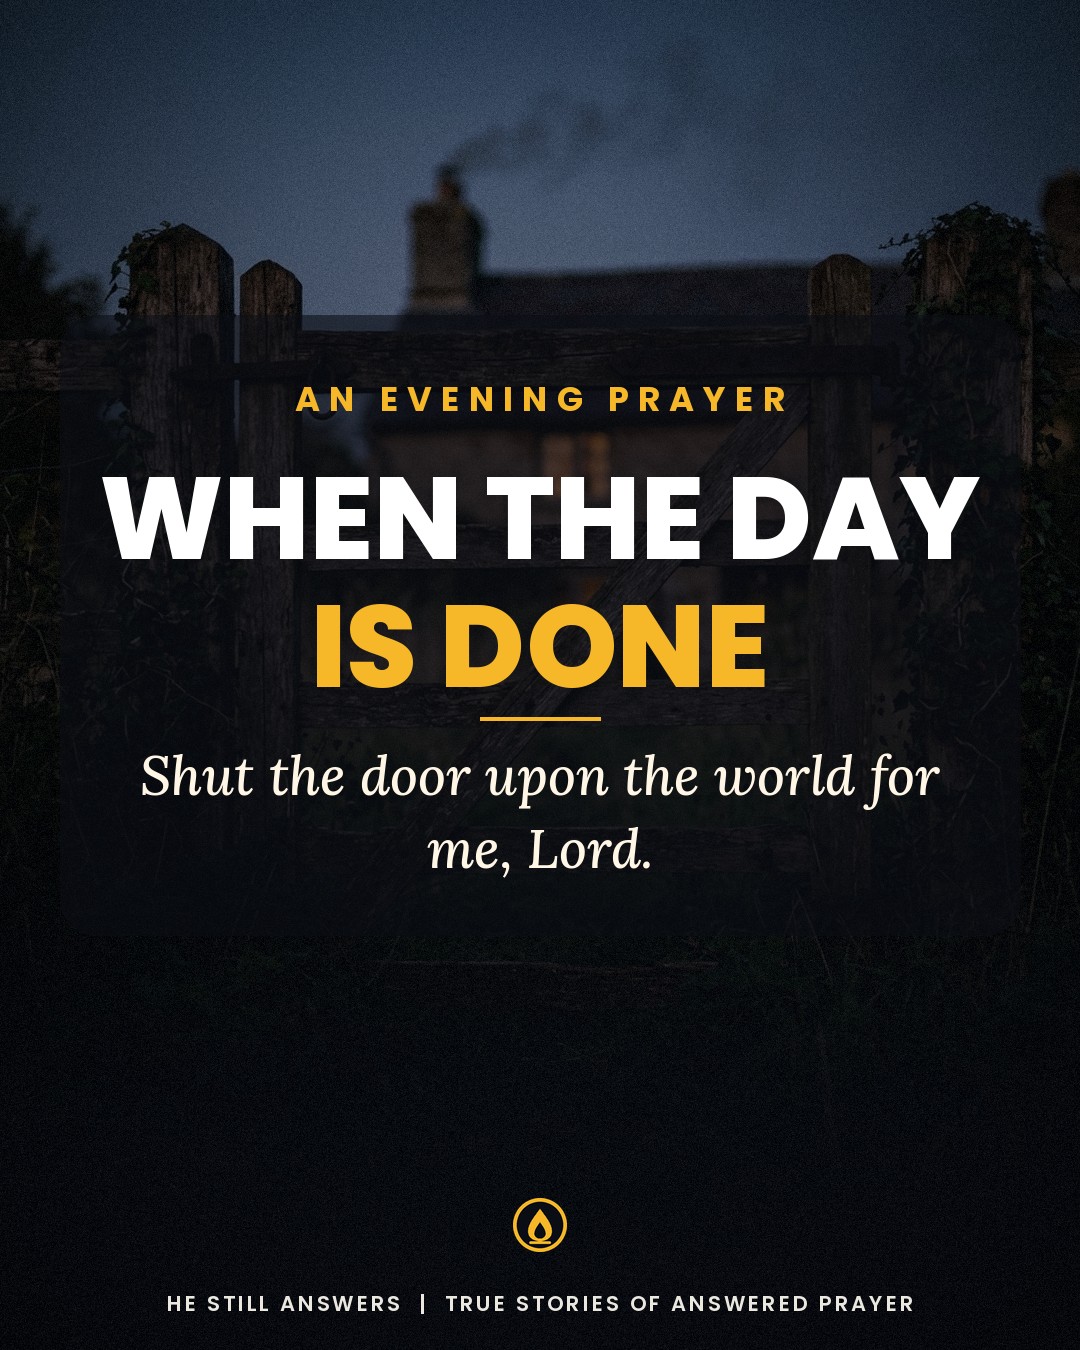 AN EVENING PRAYER
WHEN THE DAY
IS DONE
Shut the door upon the world for
me, Lord.
HE STILL ANSWERS | TRUE STORIES OF ANSWERED PRAYER